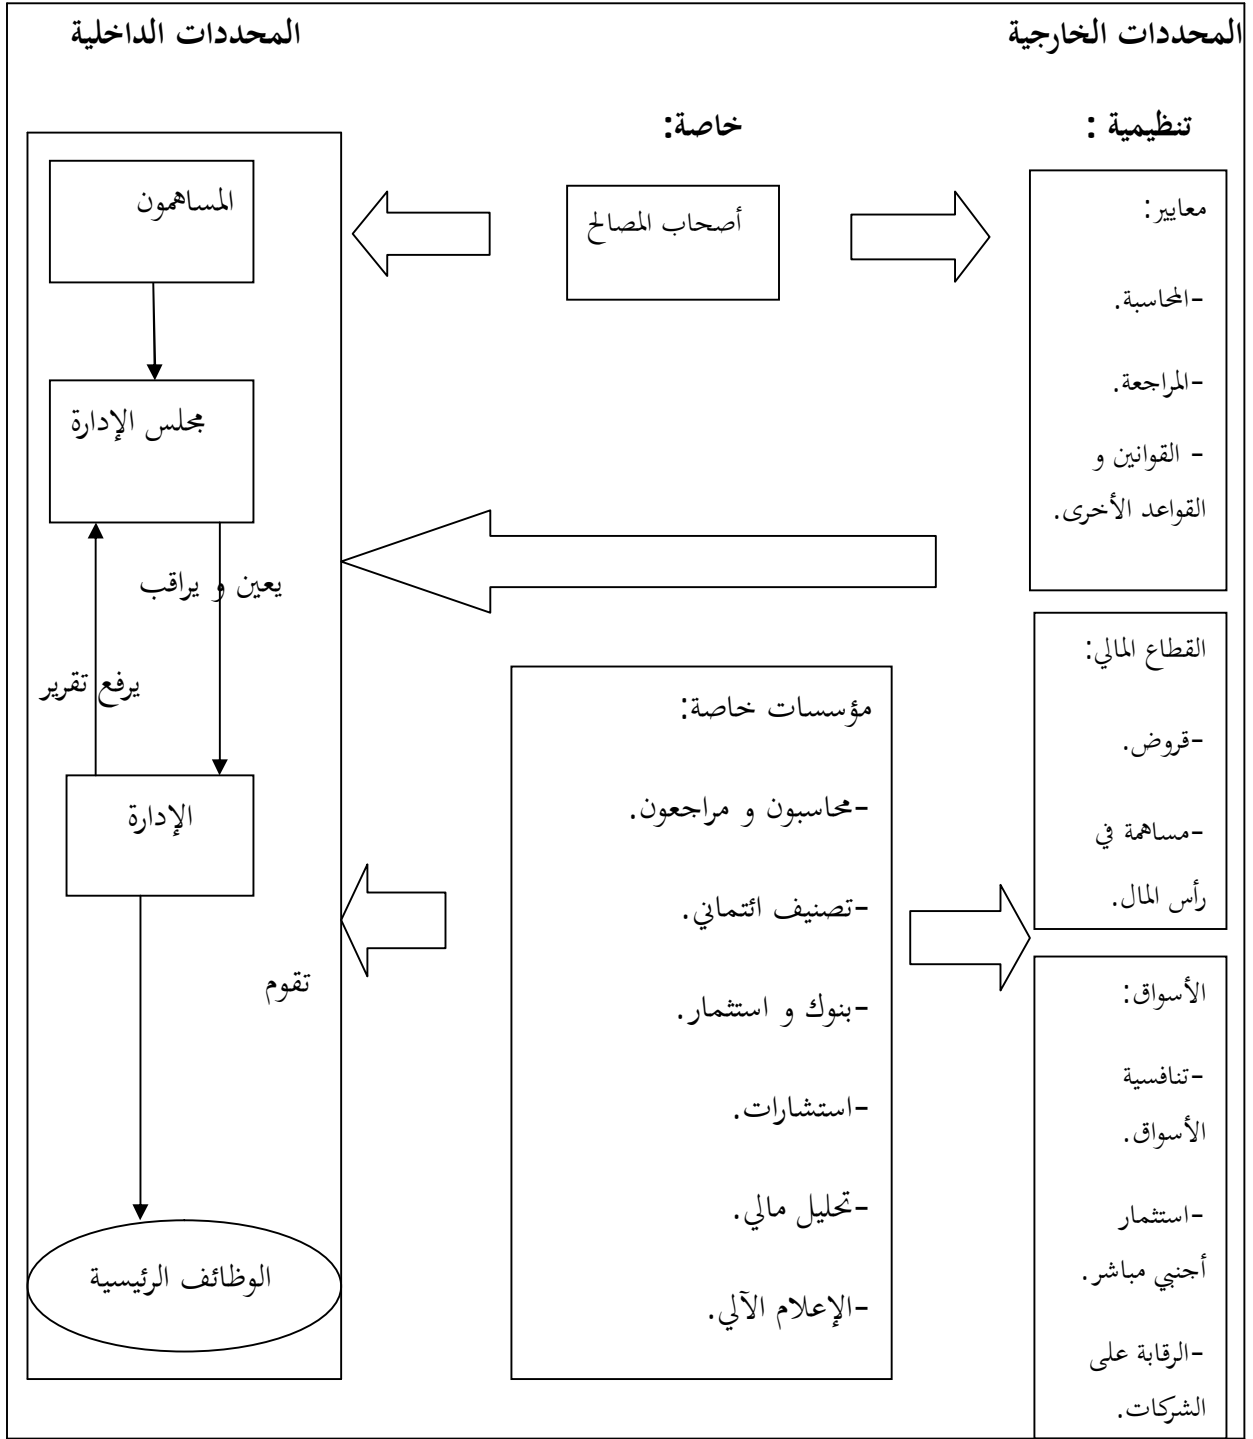 المحددات الخارجية
المحددات الداخلية
تنظيمية :
خاصة:
معايير:
-المحاسبة.
-المراجعة.
- القوانين و
القواعد الأخرى.
القطاع المالي:
-قروض.
-مساهمة في
رأس المال.
الأسواق:
-تنافسية
الأسواق.
-استثمار
أجنبي مباشر.
-الرقابة على
الشركات.
أصحاب المصالح
مؤسسات خاصة:
-محاسبون و مراجعون.
-تصنيف ائتماني.
-بنوك و استثمار.
-استشارات.
-تحليل مالي.
-الإعلام الآلي.
المساهمون
مجلس الإدارة
يعين و يراقب
يرفع تقرير
الإدارة
تقوم
الوظائف الرئيسية